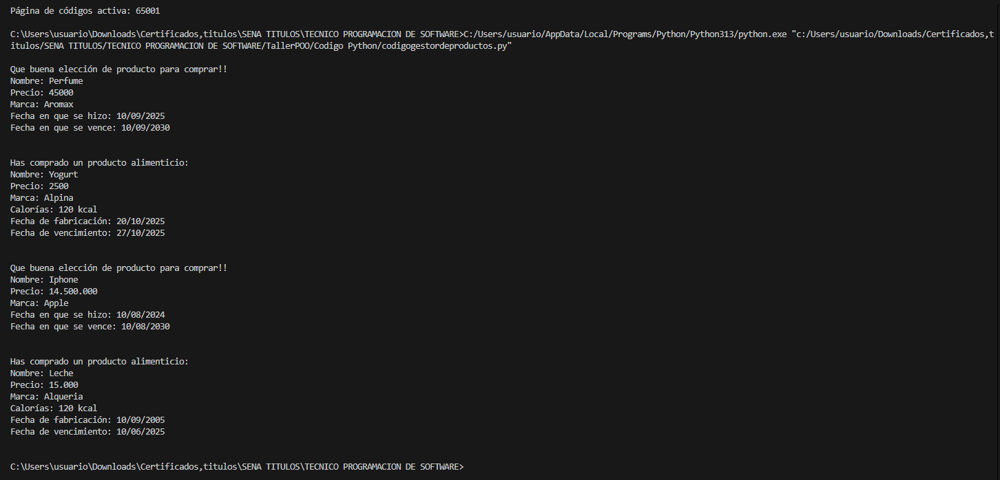 Página de códigos activa: 65001
C:\Users\usuario\Downloads\Certificados,titulos\SENA TITULOS\TECNICO PROGRAMACION DE SOFTWARE>C:/Users/usuario/AppData/Local/Programs/Python/Python313/python.exe "c:/Users/usuario/Downloads/Certificados,t
itulos/SENA TITULOS/TECNICO PROGRAMACION DE SOFTWARE/TallerPOO/Codigo Python/codigogestordeproductos.py"
Que buena elección de producto para comprar!!
Nombre: Perfume
Precio: 45000
Marca: Aromax
Fecha en que se hizo: 10/09/2025
Fecha en que se vence: 10/09/2030
Has comprado un producto alimenticio:
Nombre: Yogurt
Precio: 2500
Marca: Alpina
Calorías: 120 kcal
Fecha de fabricación: 20/10/2025
Fecha de vencimiento: 27/10/2025
Que buena elección de producto para comprar!!
Nombre: Iphone
Precio: 14.500.000
Marca: Apple
Fecha en que se hizo: 10/08/2024
Fecha en que se vence: 10/08/2030
Has comprado un producto alimenticio:
Nombre: Leche
Precio: 15.000
Marca: Alqueria
Calorías: 120 kcal
Fecha de fabricación: 10/09/2005
Fecha de vencimiento: 10/06/2025
C:\Users\usuario\Downloads\Certificados,titulos\SENA TITULOS\TECNICO PROGRAMACION DE SOFTWARE>